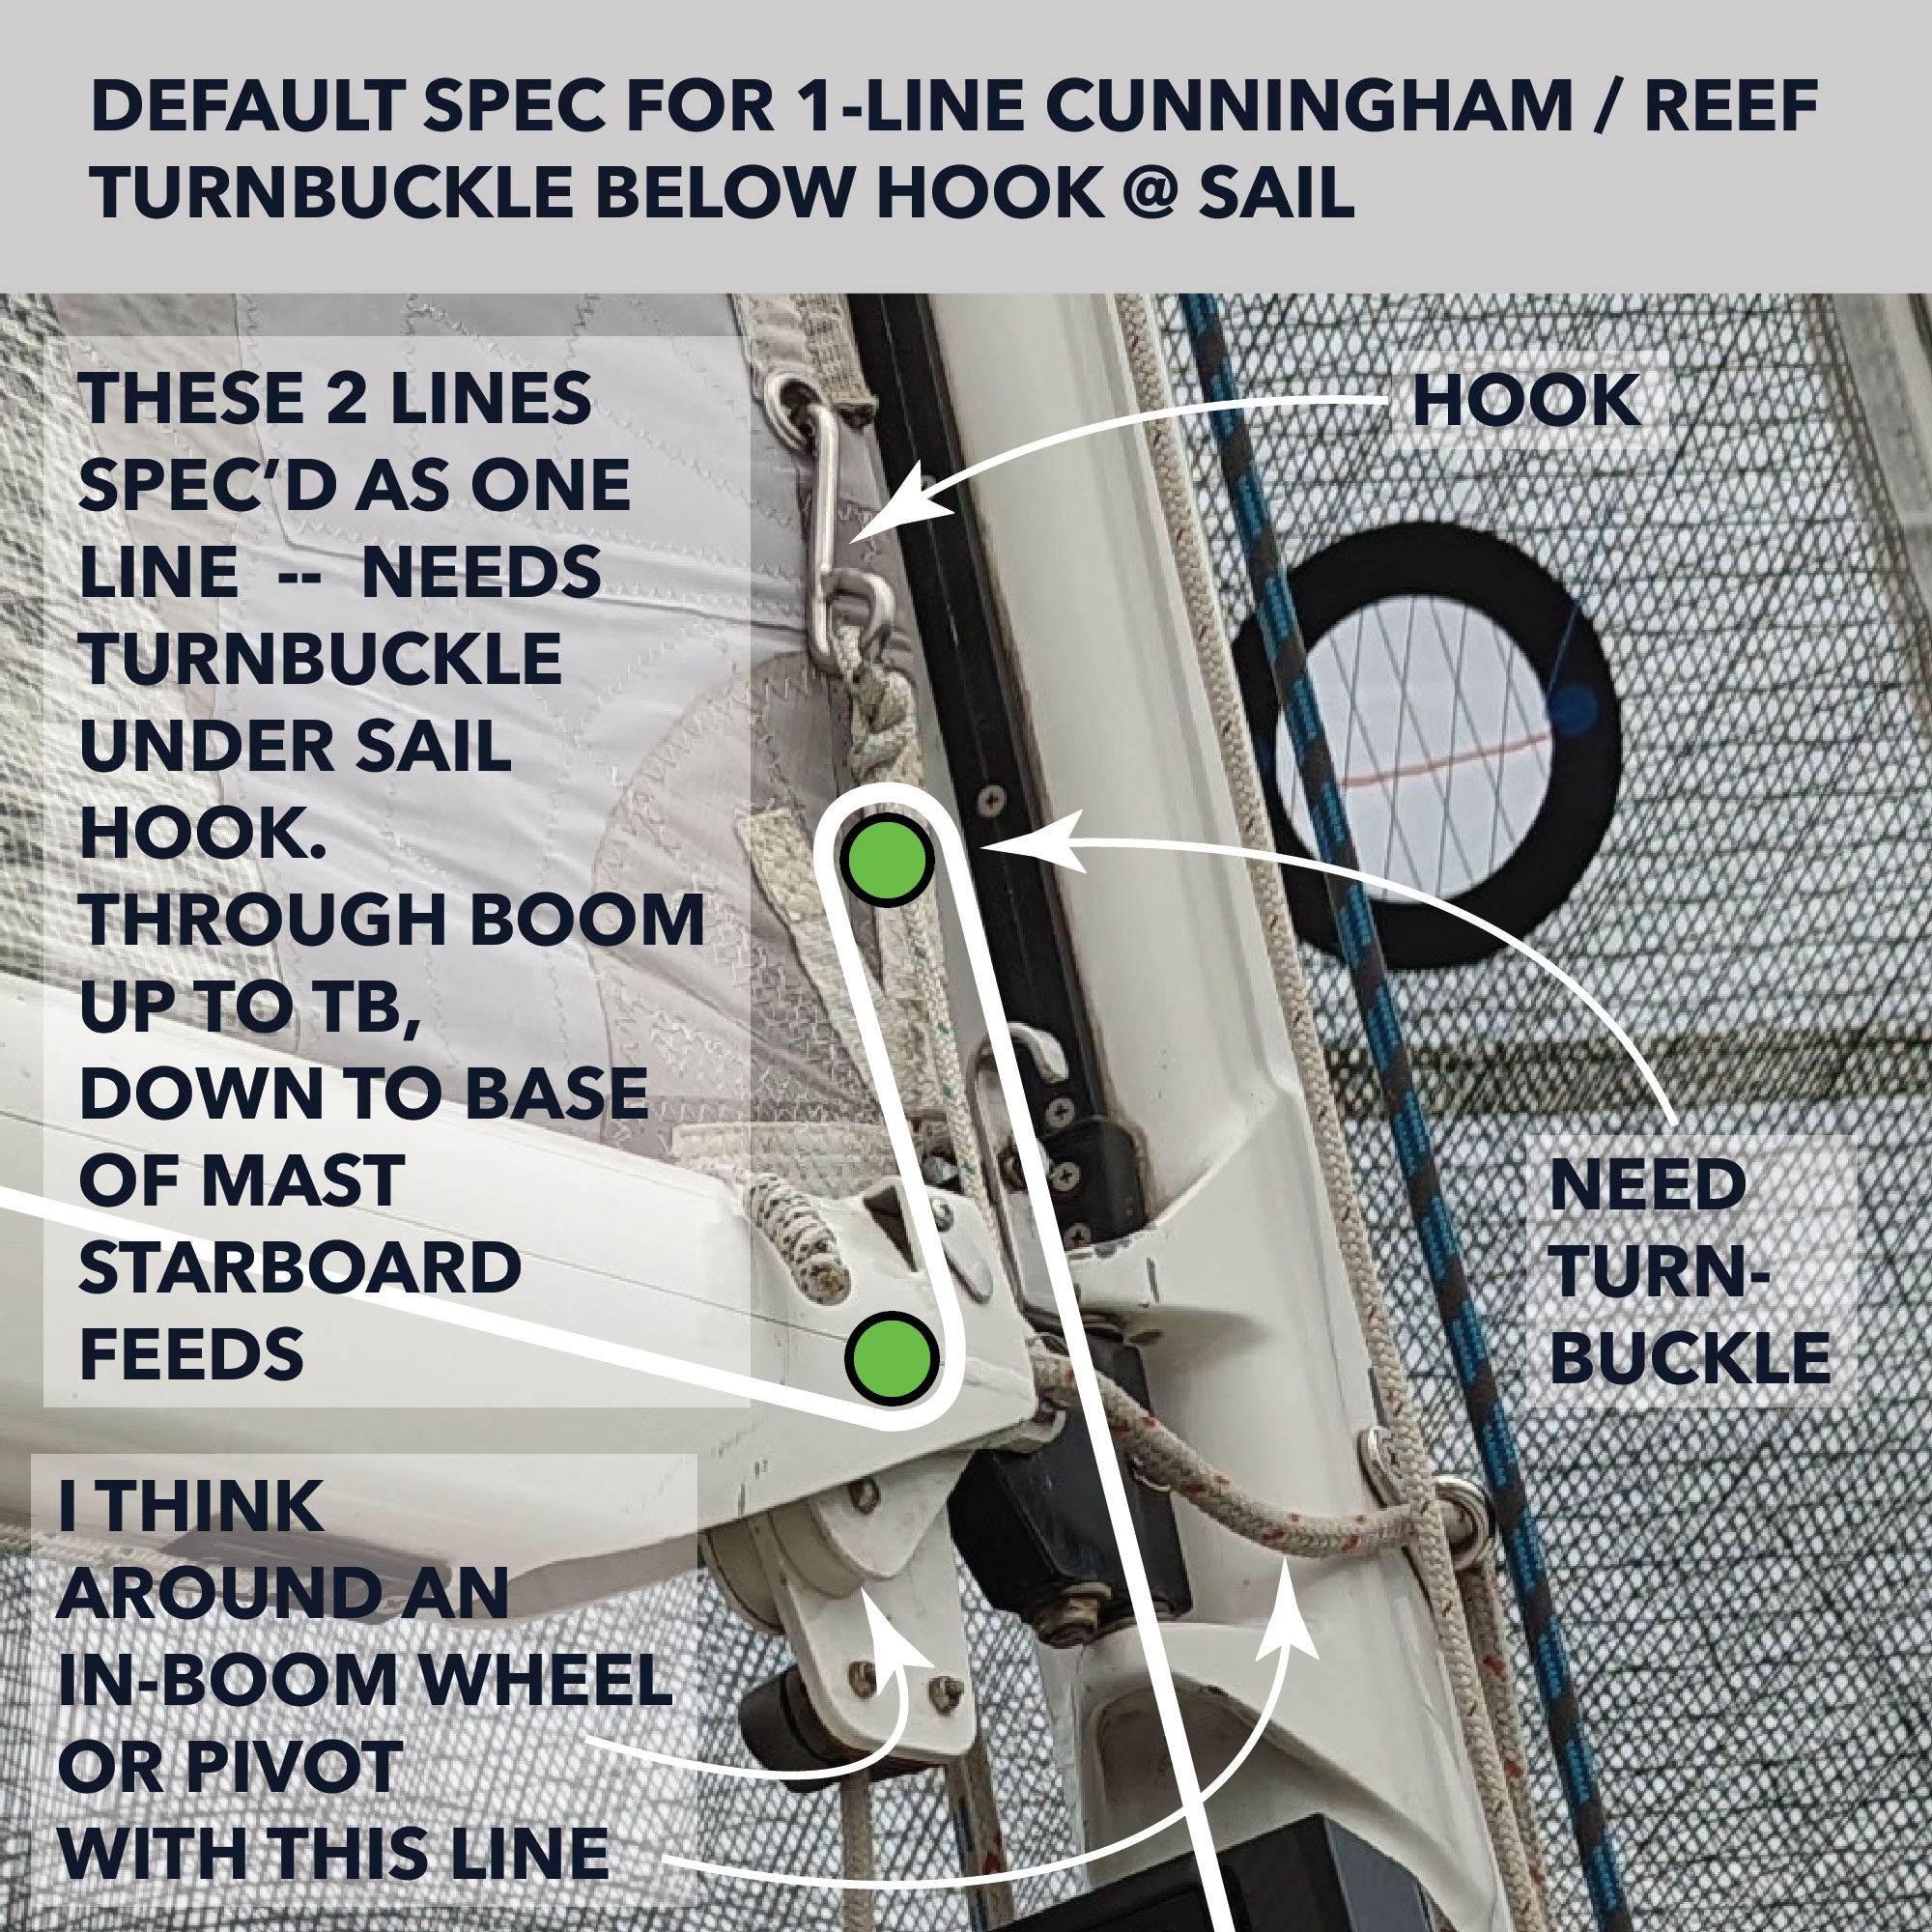 DEFAULT SPEC FOR 1-LINE CUNNINGHAM / REEF
TURNBUCKLE BELOW HOOK @ SAIL
THESE 2 LINES
SPEC’D AS ONE
LINE -- NEEDS
TURNBUCKLE
UNDER SAIL
HOOK.
THROUGH BOOM
UP TO TB,
DOWN TO BASE
OF MAST
STARBOARD
FEEDS
HOOK
NEED
TURN-
BUCKLE
I THINK
AROUND AN
IN-BOOM WHEEL
OR PIVOT
WITH THIS LINE